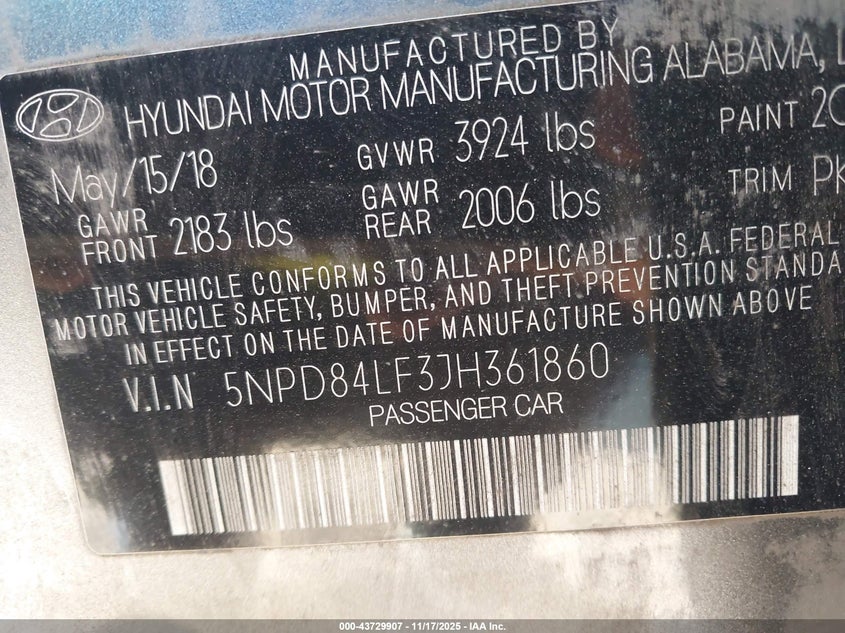 MANUFACTURED BY
HYUNDAI MOTOR MANUFACTURING ALABAMA,
May/15/18 GVWR 3924 lbs PAINT
GAWR FRONT 2183 lbs GAWR REAR 2006 lbs TRIM
THIS VEHICLE CONFORMS TO ALL APPLICABLE U.S.A. FEDERAL
MOTOR VEHICLE SAFETY, BUMPER, AND THEFT PREVENTION STANDA
IN EFFECT ON THE DATE OF MANUFACTURE SHOWN ABOVE
V.I.N 5NPD84LF3JH361860
PASSENGER CAR
000-43729907 - 11/17/2025 - IAA Inc.